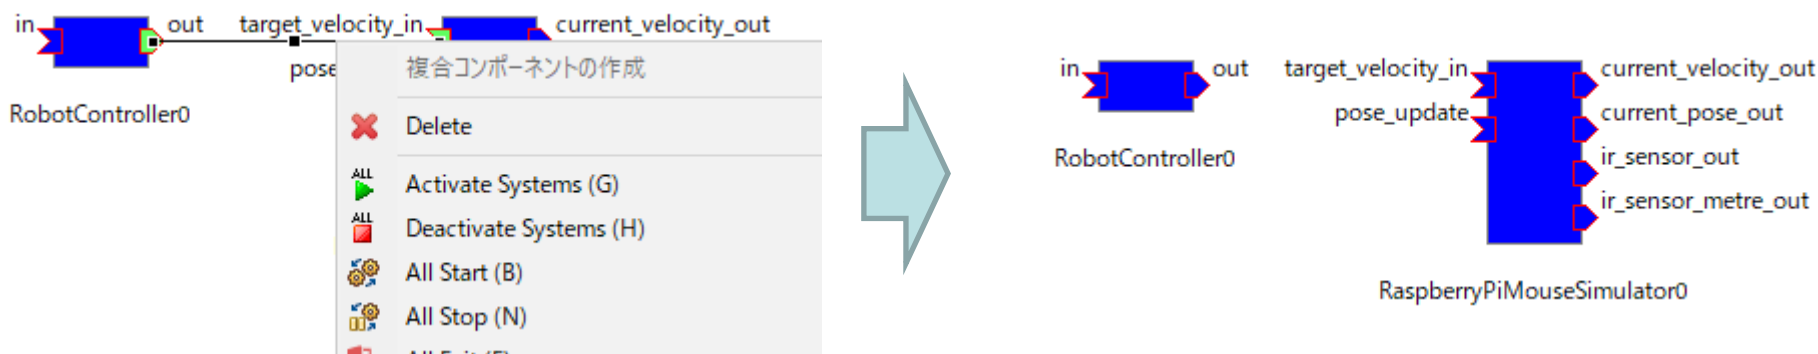 in
out
target_velocity_in
current_velocity_out
pose
RobotController0
複合コンポーネントの作成
Delete
ALL
Activate Systems (G)
ALL
Deactivate Systems (H)
All Start (B)
All Stop (N)
in
out
RobotController0
target_velocity_in
pose_update
current_velocity_out
current_pose_out
ir_sensor_out
ir_sensor_metre_out
RaspberryPiMouseSimulator0